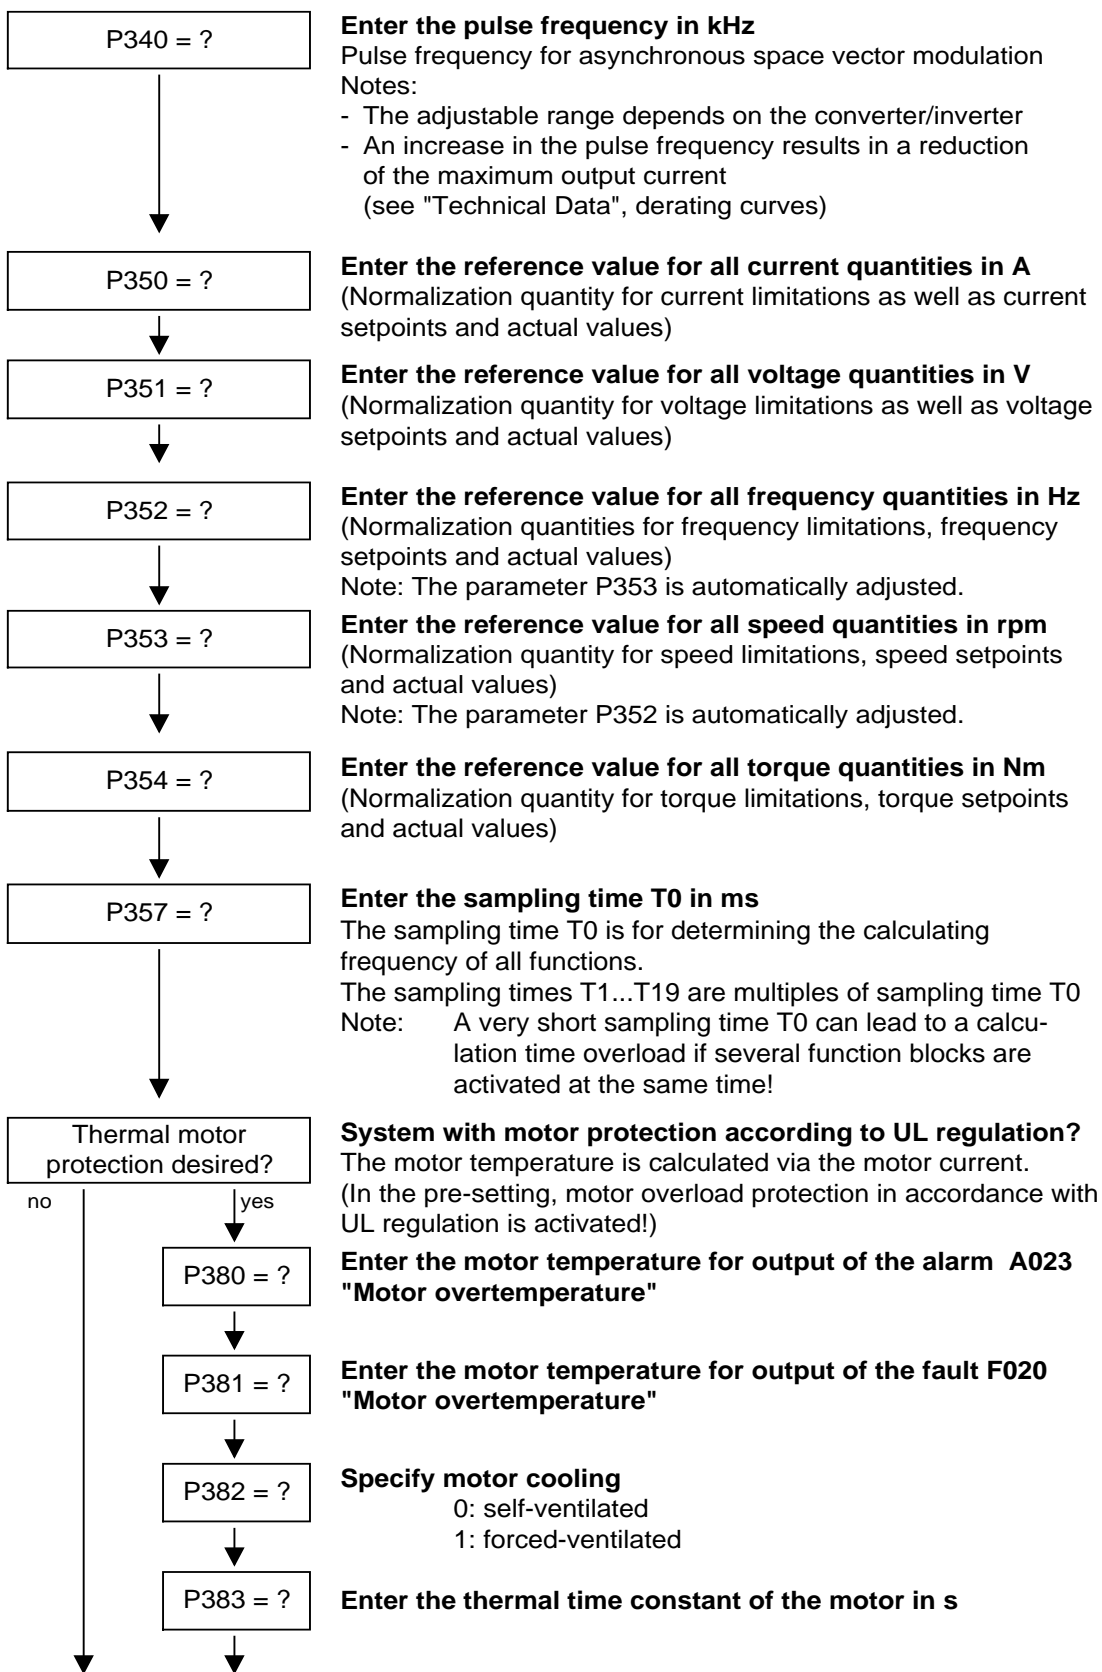 P340 = ?
Enter the pulse frequency in kHz
Pulse frequency for asynchronous space vector modulation
Notes:
- The adjustable range depends on the converter/inverter
- An increase in the pulse frequency results in a reduction
of the maximum output current
(see "Technical Data", derating curves)
P350 = ?
Enter the reference value for all current quantities in A
(Normalization quantity for current limitations as well as current
setpoints and actual values)
P351 = ?
Enter the reference value for all voltage quantities in V
(Normalization quantity for voltage limitations as well as voltage
setpoints and actual values)
P352 = ?
Enter the reference value for all frequency quantities in Hz
(Normalization quantities for frequency limitations, frequency
setpoints and actual values)
Note: The parameter P353 is automatically adjusted.
P353 = ?
Enter the reference value for all speed quantities in rpm
(Normalization quantity for speed limitations, speed setpoints
and actual values)
Note: The parameter P352 is automatically adjusted.
P354 = ?
Enter the reference value for all torque quantities in Nm
(Normalization quantity for torque limitations, torque setpoints
and actual values)
P357 = ?
Enter the sampling time T0 in ms
The sampling time T0 is for determining the calculating
frequency of all functions.
The sampling times T1...T19 are multiples of sampling time T0
Note: A very short sampling time T0 can lead to a calcu-
lation time overload if several function blocks are
activated at the same time!
Thermal motor
protection desired?
no yes
System with motor protection according to UL regulation?
The motor temperature is calculated via the motor current.
(In the pre-setting, motor overload protection in accordance with
UL regulation is activated!)
P380 = ?
Enter the motor temperature for output of the alarm A023
"Motor overtemperature"
P381 = ?
Enter the motor temperature for output of the fault F020
"Motor overtemperature"
P382 = ?
Specify motor cooling
0: self-ventilated
1: forced-ventilated
P383 = ?
Enter the thermal time constant of the motor in s